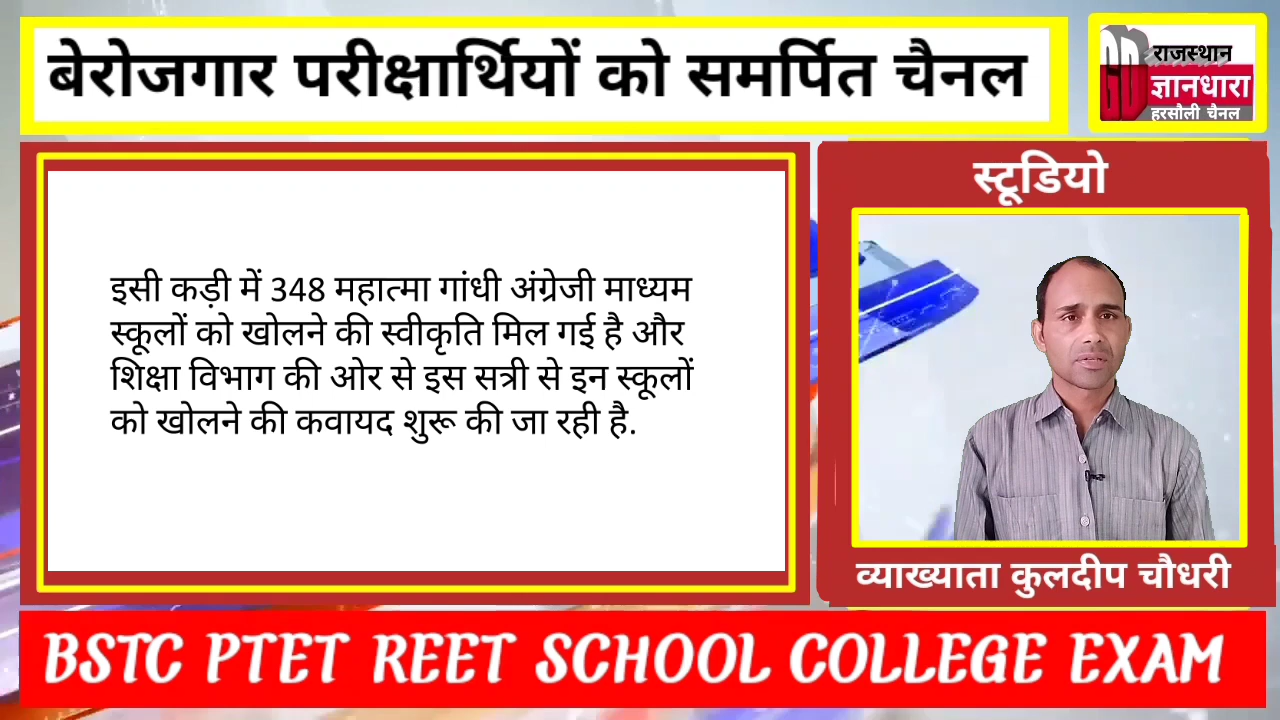 बेरोजगार परीक्षार्थियों को समर्पित चैनल
GD
राजस्थान
ज्ञानधारा
हरसौली चैनल
स्टूडियो
इसी कड़ी में 348 महात्मा गांधी अंग्रेजी माध्यम
स्कूलों को खोलने की स्वीकृति मिल गई है और
शिक्षा विभाग की ओर से इस सत्री से इन स्कूलों
को खोलने की कवायद शुरू की जा रही है.
व्याख्याता कुलदीप चौधरी
BSTC PTET REET SCHOOL COLLEGE EXAM